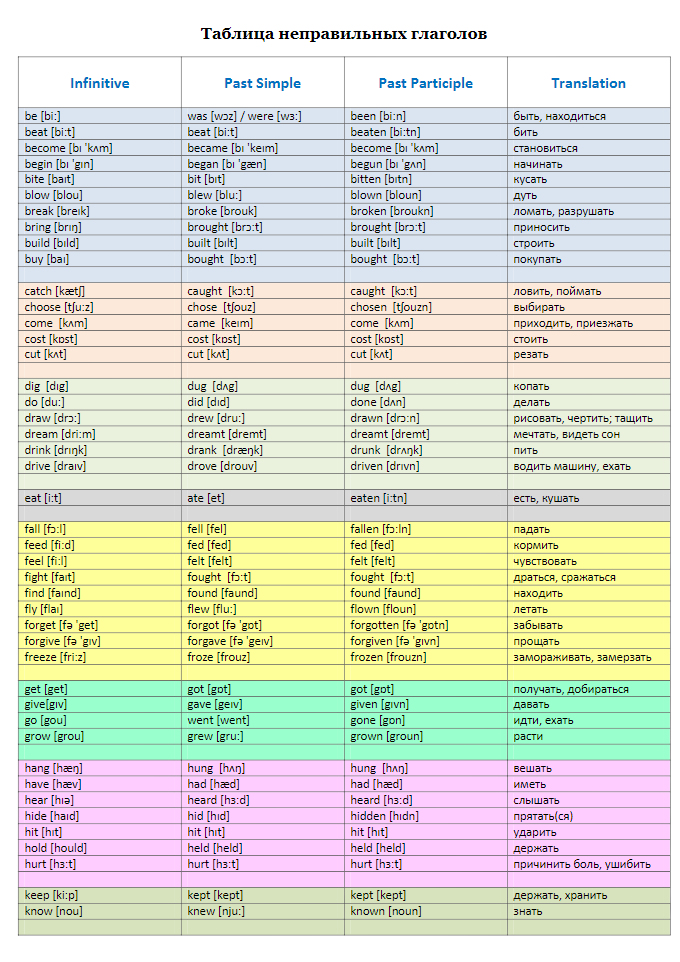 Таблица неправильных глаголов
Infinitive Past Simple Past Participle Translation
be [bi:] was [wɔz] / were [wɜ:] been [bi:n] быть, находиться
beat [bi:t] beat [bi:t] beaten [bi:tn] бить
become [bɪ 'kʌm] became [bɪ 'keɪm] become [bɪ 'kʌm] становиться
begin [bɪ 'gɪn] began [bɪ 'gæn] begun [bɪ 'gʌn] начинать
bite [baɪt] bit [bɪt] bitten [bɪtn] кусать
blow [blou] blew [blu:] blown [bloun] дуть
break [breɪk] broke [brouk] broken [broukn] ломать, разрушать
bring [brɪŋ] brought [brɔ:t] brought [brɔ:t] приносить
build [bɪld] built [bɪlt] built [bɪlt] строить
buy [baɪ] bought [bɔ:t] bought [bɔ:t] покупать
catch [kætʃ] caught [kɔ:t] caught [kɔ:t] ловить, поймать
choose [tʃu:z] chose [tʃouz] chosen [tʃouzn] выбирать
come [kʌm] came [keɪm] come [kʌm] приходить, приезжать
cost [kɒst] cost [kɒst] cost [kɒst] стоить
cut [kʌt] cut [kʌt] cut [kʌt] резать
dig [dɪg] dug [dʌg] dug [dʌg] копать
do [du:] did [dɪd] done [dʌn] делать
draw [drɔ:] drew [dru:] drawn [drɔ:n] рисовать, чертить; тащить
dream [dri:m] dreamt [dremt] dreamt [dremt] мечтать, видеть сон
drink [drɪŋk] drank [dræŋk] drunk [drʌŋk] пить
drive [draɪv] drove [drouv] driven [drɪvn] водить машину, ехать
eat [i:t] ate [et] eaten [i:tn] есть, кушать
fall [fɔ:l] fell [fel] fallen [fɔ:ln] падать
feed [fi:d] fed [fed] fed [fed] кормить
feel [fi:l] felt [felt] felt [felt] чувствовать
fight [faɪt] fought [fɔ:t] fought [fɔ:t] драться, сражаться
find [faɪnd] found [faund] found [faund] находить
fly [flaɪ] flew [flu:] flown [floun] летать
forget [fə 'get] forgot [fə 'gɒt] forgotten [fə 'gɒtn] забывать
forgive [fə 'gɪv] forgave [fə 'geɪv] forgiven [fə 'gɪvn] прощать
freeze [fri:z] froze [frouz] frozen [frouzn] замораживать, замерзать
get [get] got [gɒt] got [gɒt] получать, добираться
give[gɪv] gave [geɪv] given [gɪvn] давать
go [gou] went [went] gone [gɒn] идти, ехать
grow [grou] grew [gru:] grown [groun] расти
hang [hæŋ] hung [hʌŋ] hung [hʌŋ] вешать
have [hæv] had [hæd] had [hæd] иметь
hear [hɪə] heard [hɜ:d] heard [hɜ:d] слышать
hide [haɪd] hid [hɪd] hidden [hɪdn] прятать(ся)
hit [hɪt] hit [hɪt] hit [hɪt] ударить
hold [hould] held [held] held [held] держать
hurt [hɜ:t] hurt [hɜ:t] hurt [hɜ:t] причинить боль, ушибить
keep [ki:p] kept [kept] kept [kept] держать, хранить
know [nou] knew [nju:] known [noun] знать